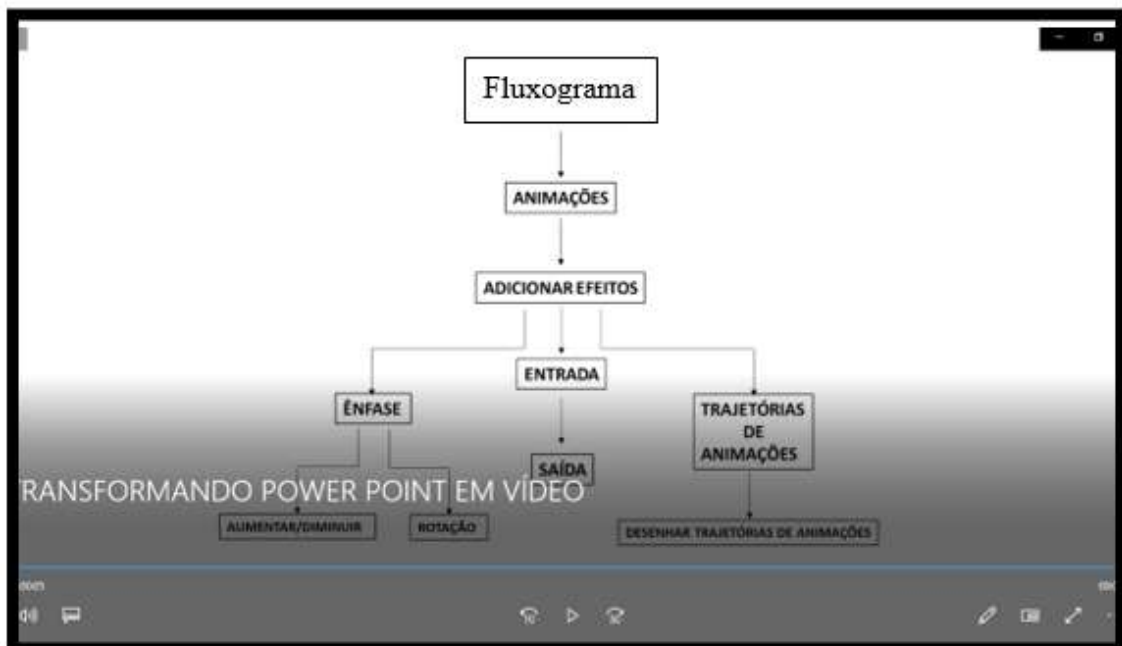 Fluxograma
ANIMAÇÕES
ADICIONAR EFEITOS
ENTRADA
ÊNFASE
TRAJETÓRIAS
DE
ANIMAÇÕES
SAÍDA
TRANSFORMANDO POWER POINT EM VÍDEO
AUMENTAR/DIMINUIR
ROTAÇÃO
DESENHAR TRAJETÓRIAS DE ANIMAÇÕES